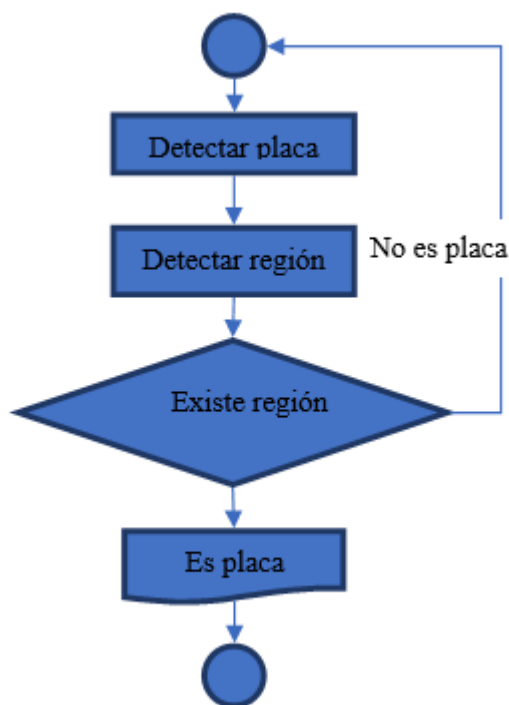 Detectar placa
Detectar región
No es placa
Existe región
Es placa